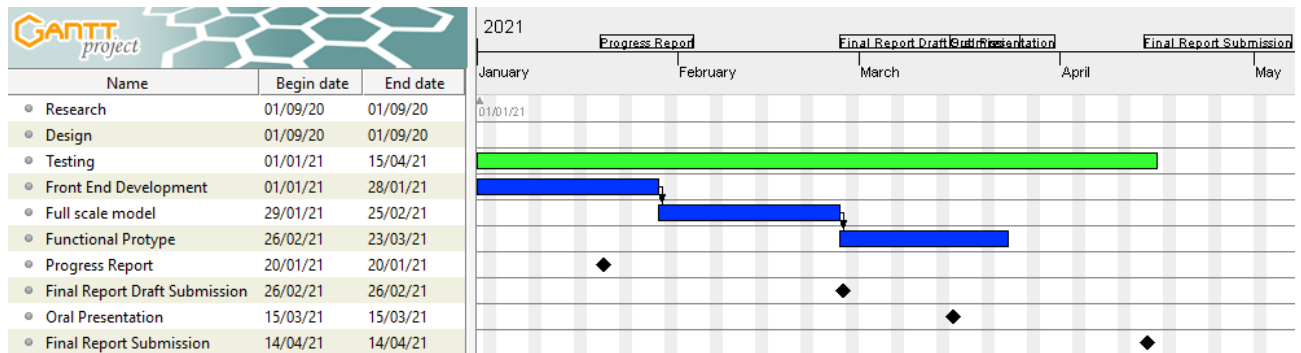 GANTT
project
2021
Progress Report
Final Report Draft
Final Report Submission
January February March April May
Name Begin date End date
01/01/21
Research 01/09/20 01/09/20
Design 01/09/20 01/09/20
Testing 01/01/21 15/04/21
Front End Development 01/01/21 28/01/21
Full scale model 29/01/21 25/02/21
Functional Protype 26/02/21 23/03/21
Progress Report 20/01/21 20/01/21
Final Report Draft Submission 26/02/21 26/02/21
Oral Presentation 15/03/21 15/03/21
Final Report Submission 14/04/21 14/04/21